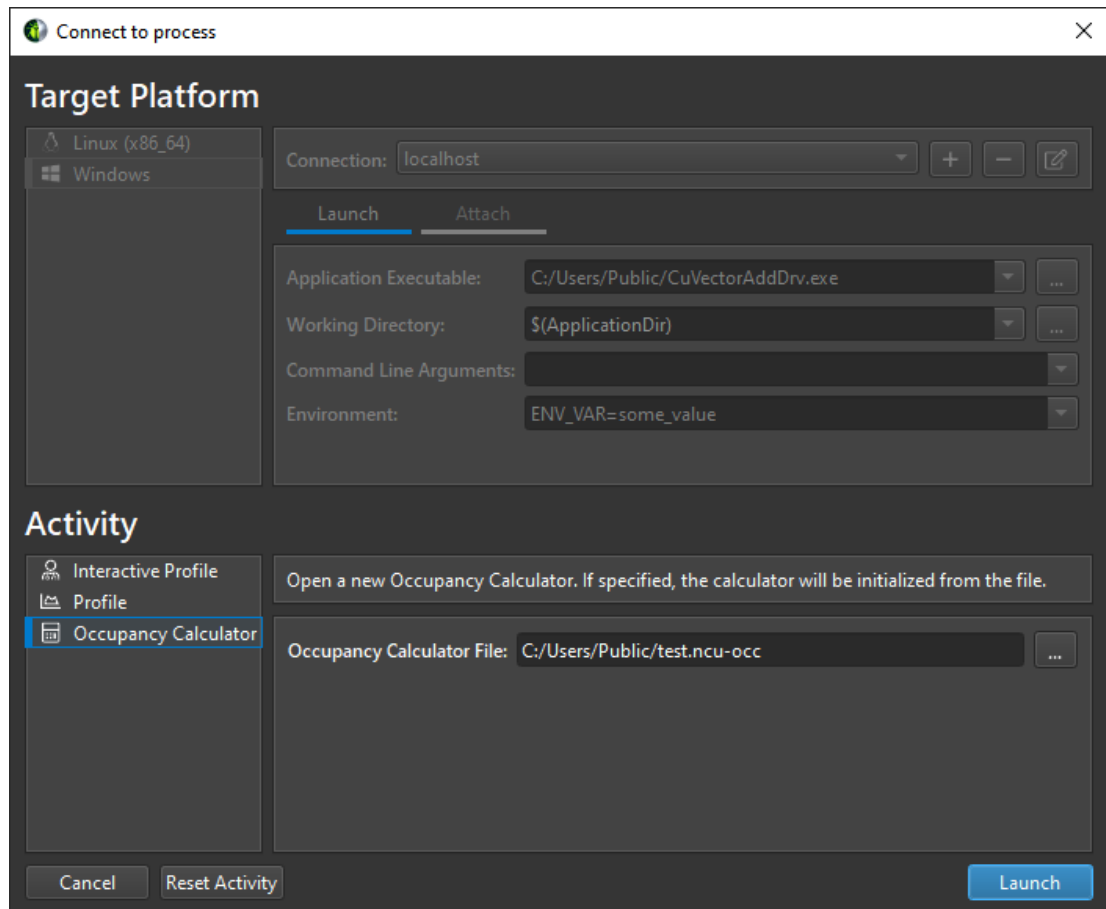 Connect to process
Target Platform
Linux (x86_64)
Windows
Connection: localhost
Launch Attach
Application Executable: C:/Users/Public/CuVectorAddDrv.exe ...
Working Directory: $(ApplicationDir) ...
Command Line Arguments:
Environment: ENV_VAR=some_value
Activity
Interactive Profile
Profile
Occupancy Calculator
Open a new Occupancy Calculator. If specified, the calculator will be initialized from the file.
Occupancy Calculator File: C:/Users/Public/test.ncu-occ ...
Cancel Reset Activity Launch